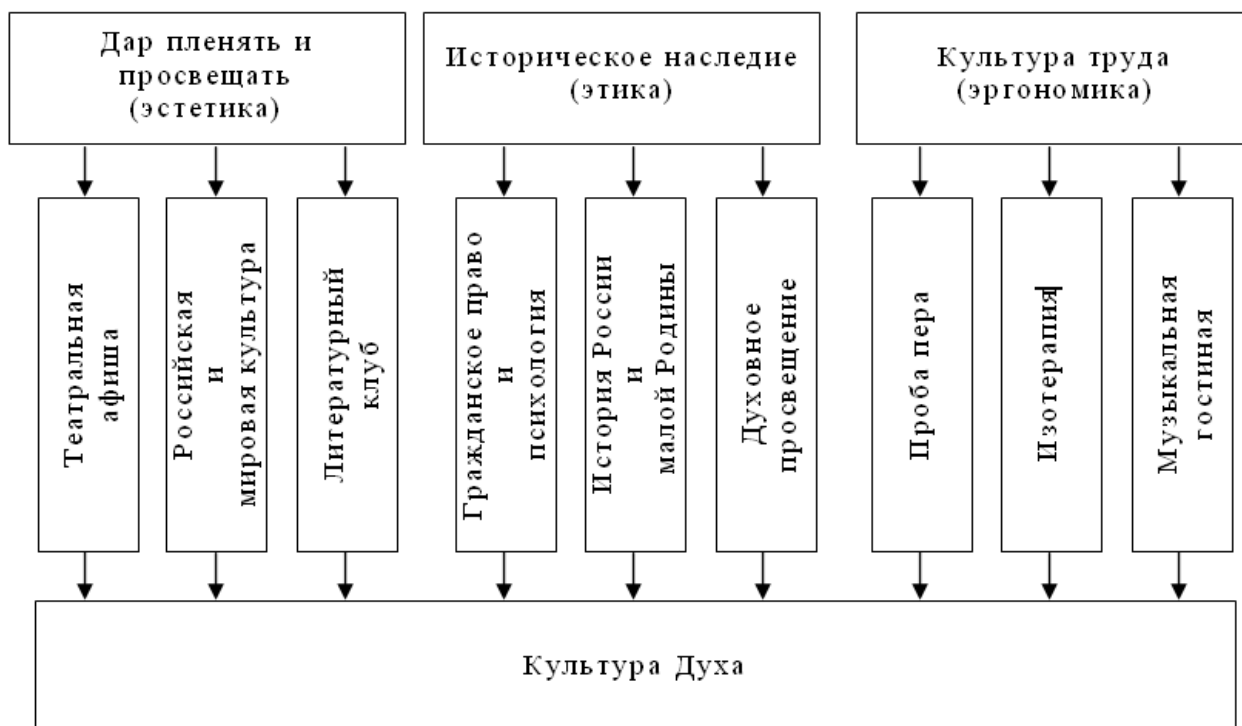 Дар пленять и
просвещать
(эстетика)
Историческое наследие
(этика)
Культура труда
(эргономика)
Театральная
афиша
Российская
и
мировая культура
Литературный
клуб
Гражданское право
и
психология
История России
и
малой Родины
Духовное
просвещение
Проба пера
Изотерапия
Музыкальная
гостиная
Культура Духа